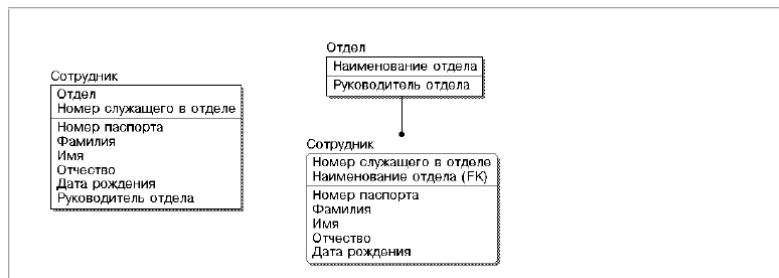 Сотрудник
Отдел
Номер служащего в отделе
Номер паспорта
Фамилия
Имя
Отчество
Дата рождения
Руководитель отдела
Отдел
Наименование отдела
Руководитель отдела
Сотрудник
Номер служащего в отделе
Наименование отдела (FK)
Номер паспорта
Фамилия
Имя
Отчество
Дата рождения